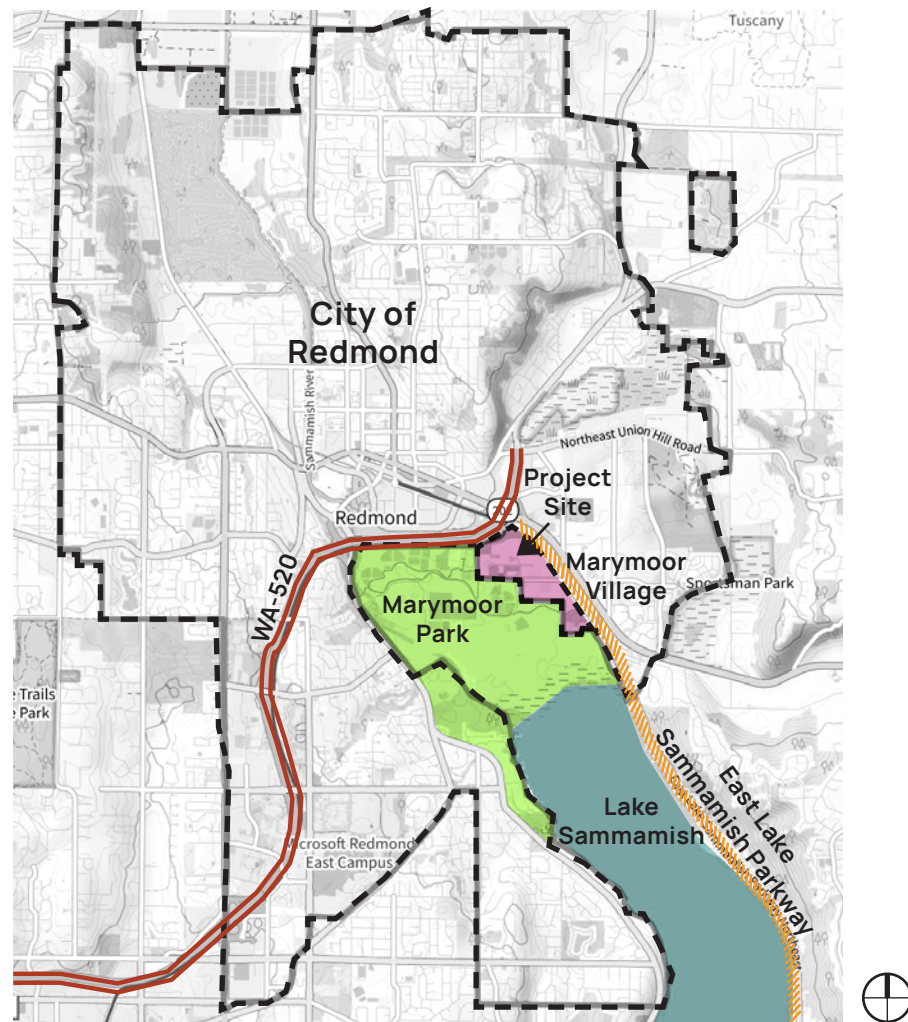 Tuscany
City of
Redmond
Sammamish River
Northeast Union Hill Road
Project
Site
Redmond
WA-520
Marymoor
Village
Marymoor
Park
Sportsman Park
Trails
Park
Lake
Sammamish
East Lake
Sammamish Parkway
Microsoft Redmond
East Campus